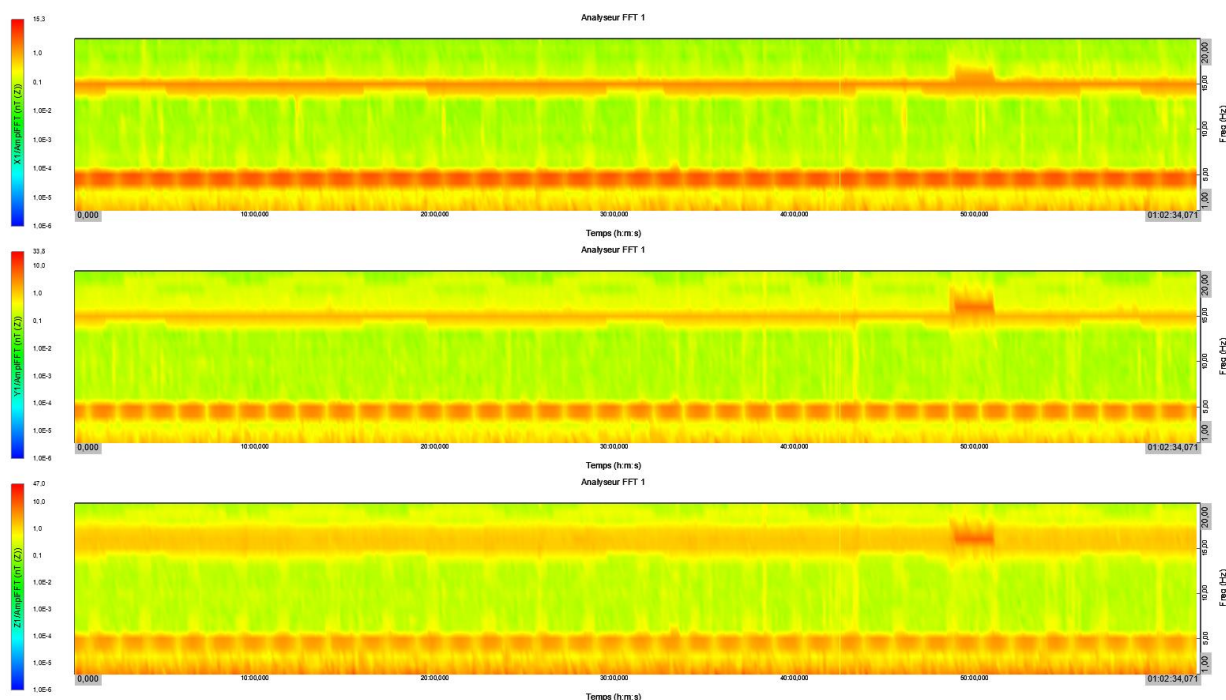 Analyseur FFT 1
15,3
1,0
0,1
1,0E-2
1,0E-3
1,0E-4
1,0E-5
1,0E-6
X1/AmplFFT (nT (Z))
20,00
15,00
10,00
5,00
1,00
Freq (Hz)
0,000
10:00,000
20:00,000
30:00,000
40:00,000
50:00,000
01:02:34,071
Temps (h:m:s)
Analyseur FFT 1
33,8
10,0
1,0
0,1
1,0E-2
1,0E-3
1,0E-4
1,0E-5
1,0E-6
Y1/AmplFFT (nT (Z))
20,00
15,00
10,00
5,00
1,00
Freq (Hz)
0,000
10:00,000
20:00,000
30:00,000
40:00,000
50:00,000
01:02:34,071
Temps (h:m:s)
Analyseur FFT 1
47,0
10,0
1,0
0,1
1,0E-2
1,0E-3
1,0E-4
1,0E-5
1,0E-6
Z1/AmplFFT (nT (Z))
20,00
15,00
10,00
5,00
1,00
Freq (Hz)
0,000
10:00,000
20:00,000
30:00,000
40:00,000
50:00,000
01:02:34,071
Temps (h:m:s)